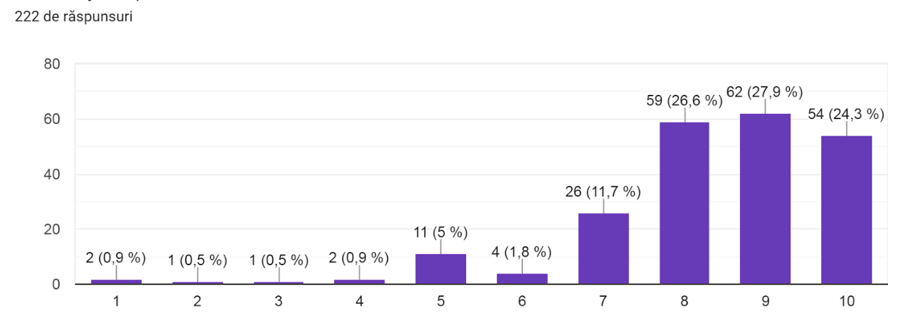 222 de răspunsuri
80
60
40
20
0
2 (0,9 %)
1 (0,5 %)
1 (0,5 %)
2 (0,9 %)
11 (5 %)
4 (1,8 %)
26 (11,7 %)
59 (26,6 %)
62 (27,9 %)
54 (24,3 %)
1 2 3 4 5 6 7 8 9 10